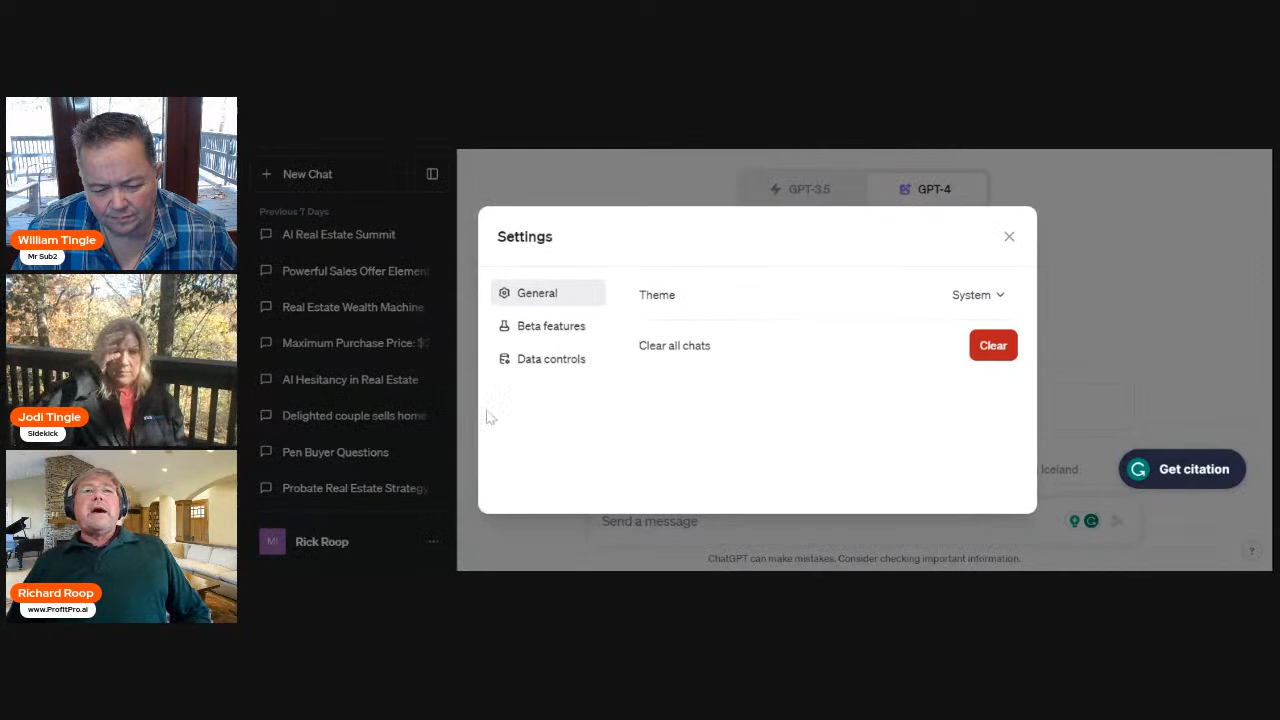 William Tingle
Mr Sub2
Jodi Tingle
Sidekick
Richard Roop
www.ProfitPro.ai
New Chat
Previous 7 Days
AI Real Estate Summit
Powerful Sales Offer Element
Real Estate Wealth Machine
Maximum Purchase Price:
AI Hesitancy in Real Estate
Delighted couple sells home
Pen Buyer Questions
Probate Real Estate Strategy
MI
Rick Roop
GPT-3.5
GPT-4
Settings
General
Beta features
Data controls
Theme
System
Clear all chats
Clear
Iceland
Get citation
Send a message
ChatGPT can make mistakes. Consider checking important information.
?